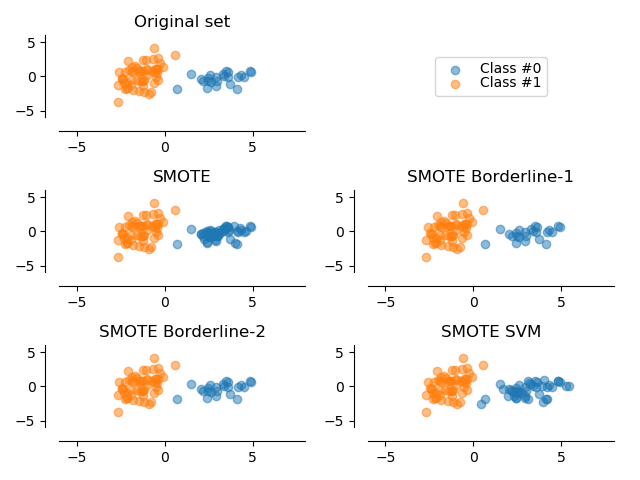 Original set
5
0
−5
−5 0 5
Class #0
Class #1
SMOTE
5
0
−5
−5 0 5
SMOTE Borderline-1
5
0
−5
−5 0 5
SMOTE Borderline-2
5
0
−5
−5 0 5
SMOTE SVM
5
0
−5
−5 0 5